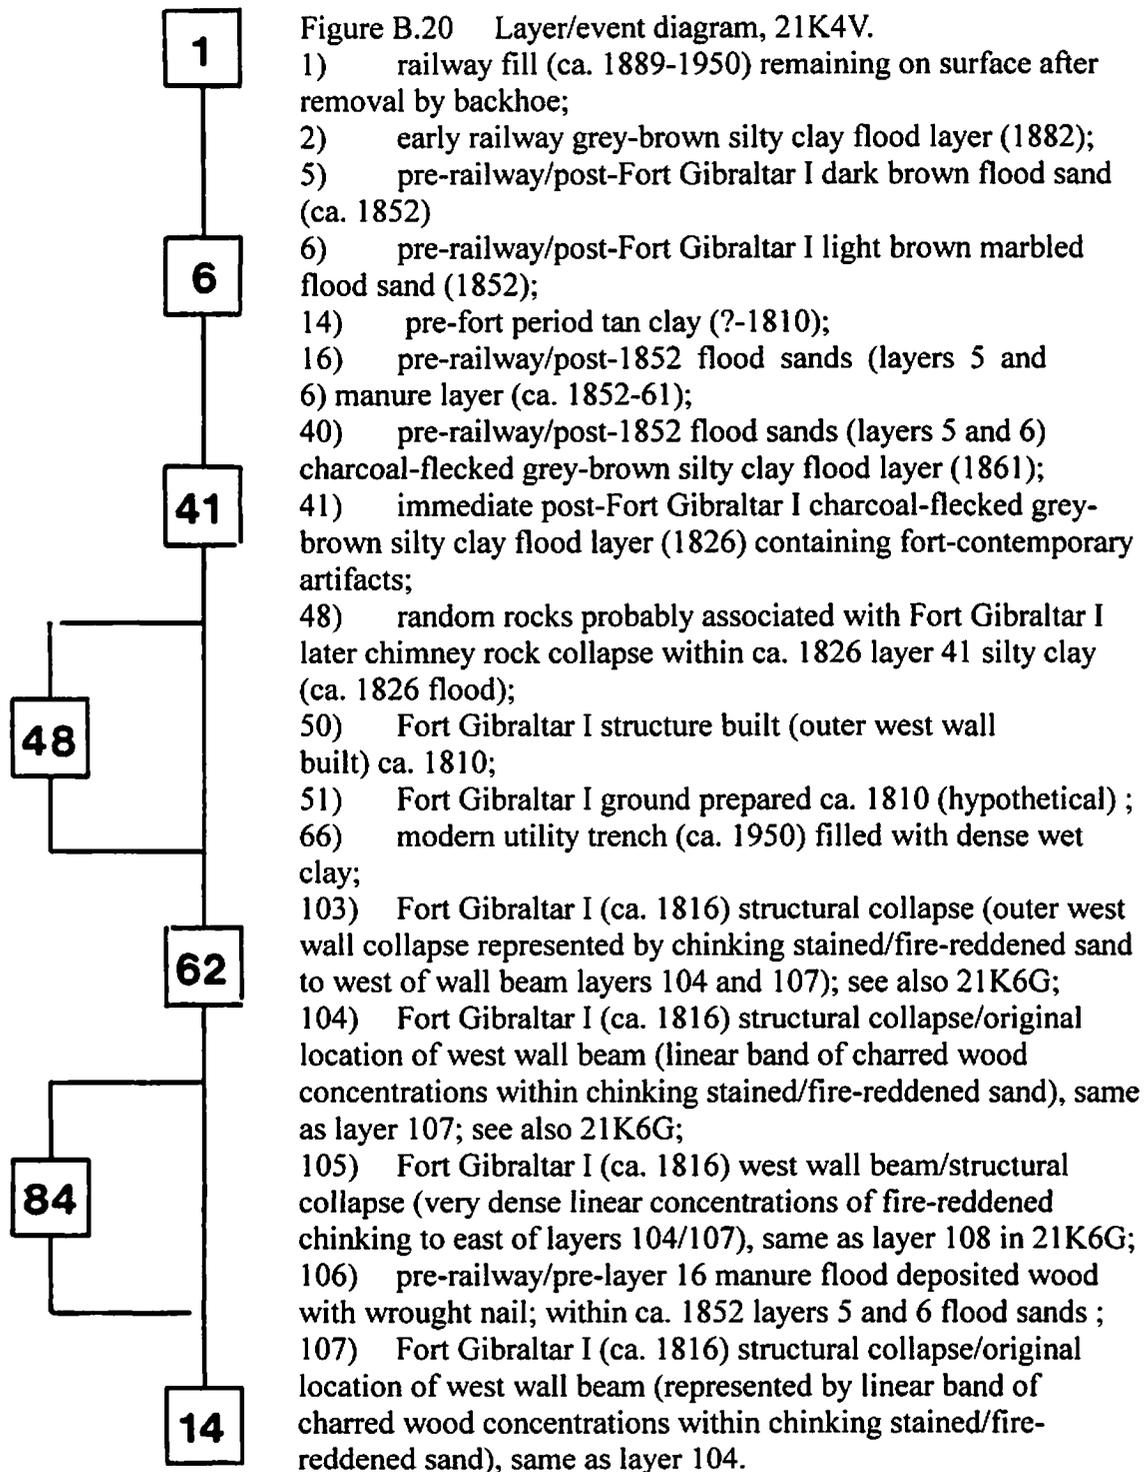 1
6
41
48
62
84
14
Figure B.20 Layer/event diagram, 21K4V.
1) railway fill (ca. 1889-1950) remaining on surface after
removal by backhoe;
2) early railway grey-brown silty clay flood layer (1882);
5) pre-railway/post-Fort Gibraltar I dark brown flood sand
(ca. 1852)
6) pre-railway/post-Fort Gibraltar I light brown marbled
flood sand (1852);
14) pre-fort period tan clay (?-1810);
16) pre-railway/post-1852 flood sands (layers 5 and
6) manure layer (ca. 1852-61);
40) pre-railway/post-1852 flood sands (layers 5 and 6)
charcoal-flecked grey-brown silty clay flood layer (1861);
41) immediate post-Fort Gibraltar I charcoal-flecked grey-
brown silty clay flood layer (1826) containing fort-contemporary
artifacts;
48) random rocks probably associated with Fort Gibraltar I
later chimney rock collapse within ca. 1826 layer 41 silty clay
(ca. 1826 flood);
50) Fort Gibraltar I structure built (outer west wall
built) ca. 1810;
51) Fort Gibraltar I ground prepared ca. 1810 (hypothetical) ;
66) modern utility trench (ca. 1950) filled with dense wet
clay;
103) Fort Gibraltar I (ca. 1816) structural collapse (outer west
wall collapse represented by chinking stained/fire-reddened sand
to west of wall beam layers 104 and 107); see also 21K6G;
104) Fort Gibraltar I (ca. 1816) structural collapse/original
location of west wall beam (linear band of charred wood
concentrations within chinking stained/fire-reddened sand), same
as layer 107; see also 21K6G;
105) Fort Gibraltar I (ca. 1816) west wall beam/structural
collapse (very dense linear concentrations of fire-reddened
chinking to east of layers 104/107), same as layer 108 in 21K6G;
106) pre-railway/pre-layer 16 manure flood deposited wood
with wrought nail; within ca. 1852 layers 5 and 6 flood sands ;
107) Fort Gibraltar I (ca. 1816) structural collapse/original
location of west wall beam (represented by linear band of
charred wood concentrations within chinking stained/fire-
reddened sand), same as layer 104.